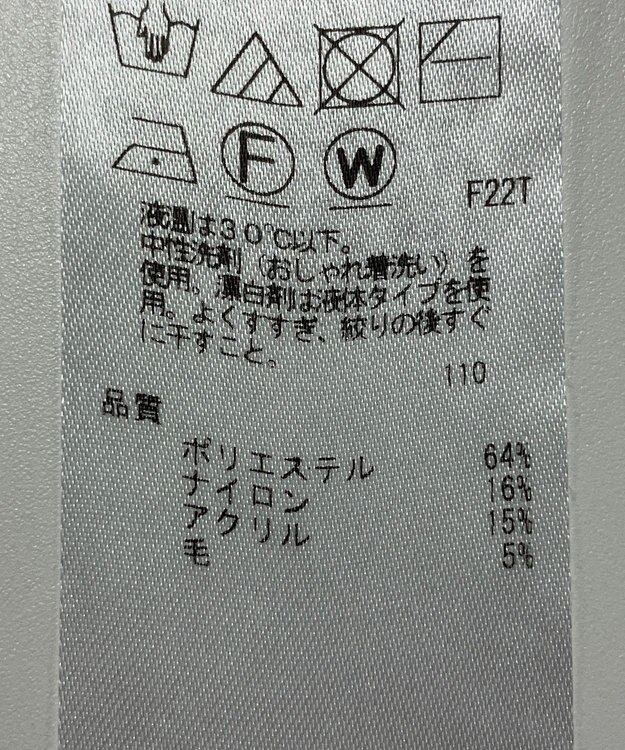 F
W
F22T
液温は30℃以下。
中性洗剤（おしゃれ着洗い）を
使用。漂白剤は液体タイプを使
用。よくすすぎ、絞りの後すぐ
に干すこと。
110
品質
ポリエステル 64%
ナイロン 16%
アクリル 15%
毛 5%